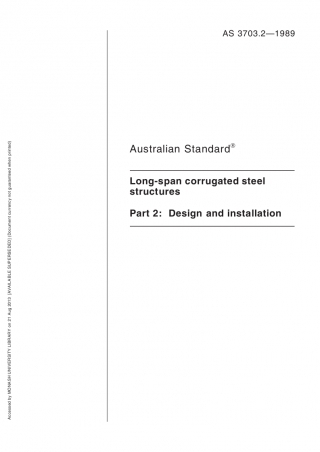 AS 3703.2—1989
Australian Standard®
Long-span corrugated steel
structures
Part 2: Design and installation
Accessed by MONASH UNIVERSITY LIBRARY on 21 Aug 2013 [AVAILABLE SUPERSEDED] (Document currency not guaranteed when printed)